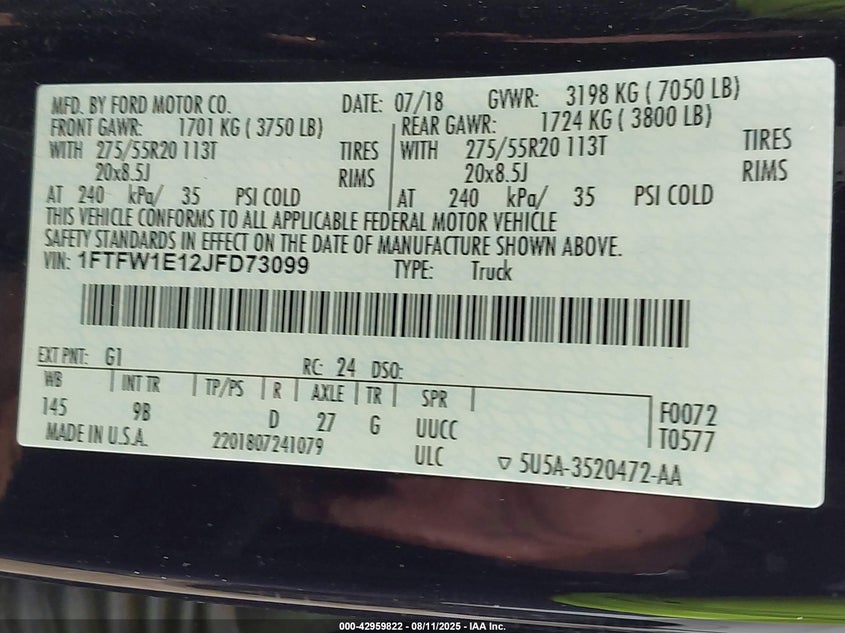 MFD. BY FORD MOTOR CO. DATE: 07/18 GVWR: 3198 KG ( 7050 LB)
FRONT GAWR: 1701 KG ( 3750 LB) REAR GAWR: 1724 KG ( 3800 LB)
WITH 275/55R20 113T TIRES WITH 275/55R20 113T TIRES
20x8.5J RIMS 20x8.5J RIMS
AT 240 kPa/ 35 PSI COLD AT 240 kPa/ 35 PSI COLD
THIS VEHICLE CONFORMS TO ALL APPLICABLE FEDERAL MOTOR VEHICLE
SAFETY STANDARDS IN EFFECT ON THE DATE OF MANUFACTURE SHOWN ABOVE.
VIN: 1FTFW1E12JFD73099 TYPE: Truck
EXT PNT: G1 RC: 24 DSO:
WB INT TR TP/PS R AXLE TR SPR
145 9B D 27 G UUCC F0072
MADE IN U.S.A. 2201807241079 ULC T0577
▽ 5U5A-3520472-AA
000-42959822 - 08/11/2025 - IAA Inc.